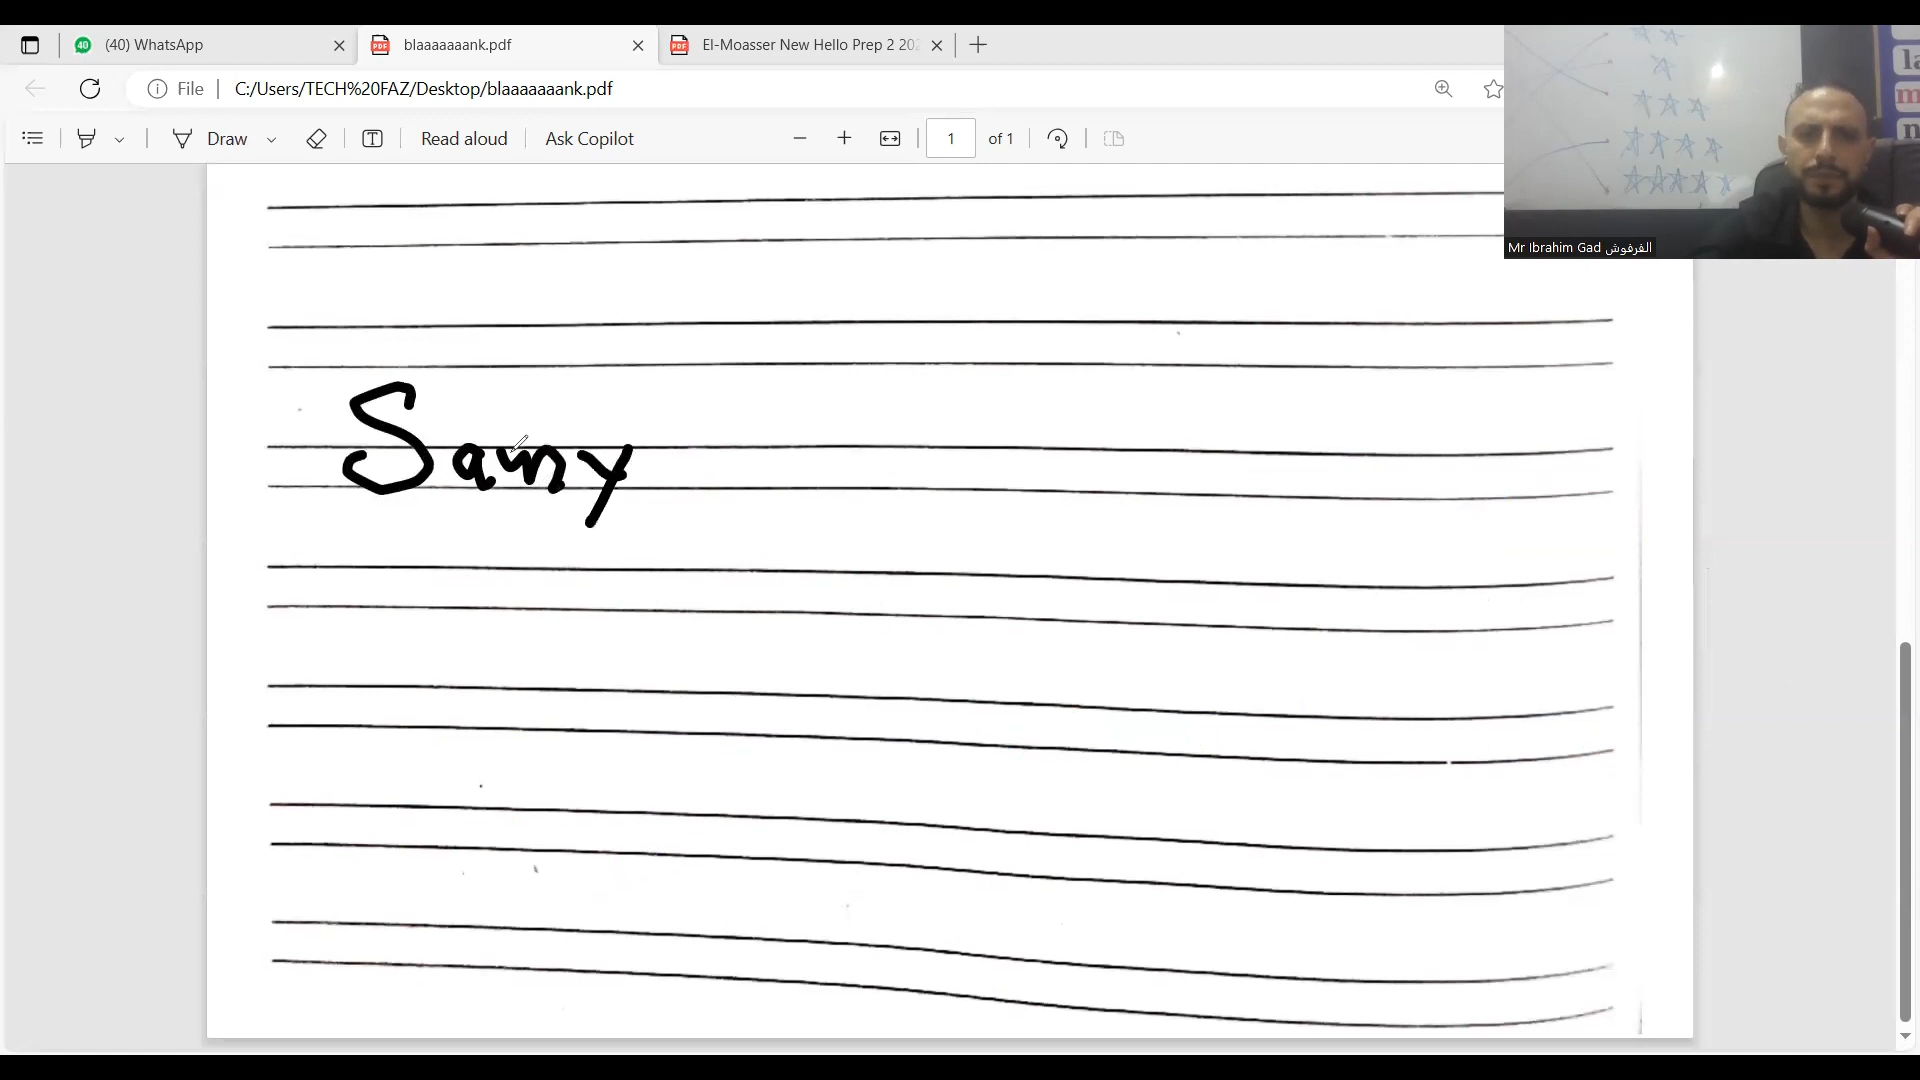 (40) WhatsApp
blaaaaaaank.pdf
El-Moasser New Hello Prep 2 202
File
C:/Users/TECH%20FAZ/Desktop/blaaaaaaank.pdf
Draw
Read aloud
Ask Copilot
1 of 1
Mr Ibrahim Gad الفرفوش
Samy